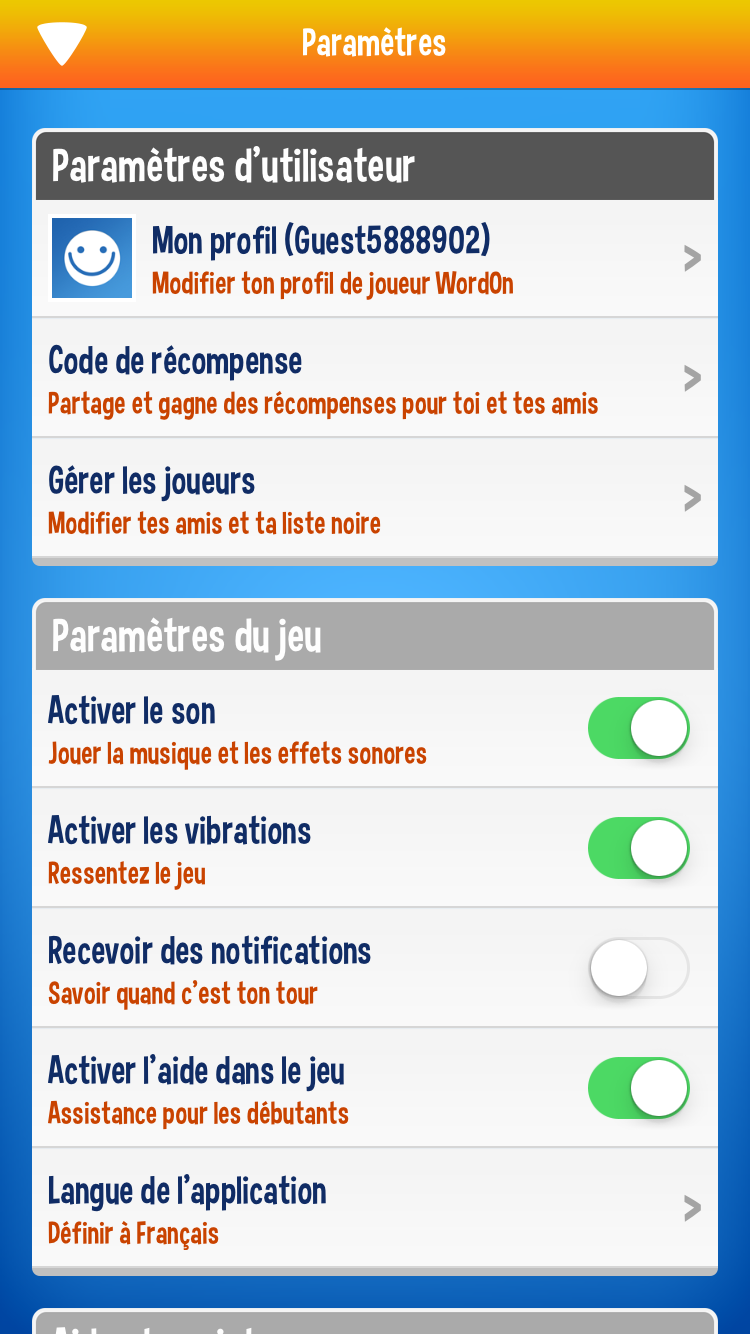 Paramètres
Paramètres d'utilisateur
Mon profil (Guest5888902)
Modifier ton profil de joueur WordOn
Code de récompense
Partage et gagne des récompenses pour toi et tes amis
Gérer les joueurs
Modifier tes amis et ta liste noire
Paramètres du jeu
Activer le son
Jouer la musique et les effets sonores
Activer les vibrations
Ressentez le jeu
Recevoir des notifications
Savoir quand c'est ton tour
Activer l'aide dans le jeu
Assistance pour les débutants
Langue de l'application
Définir à Français